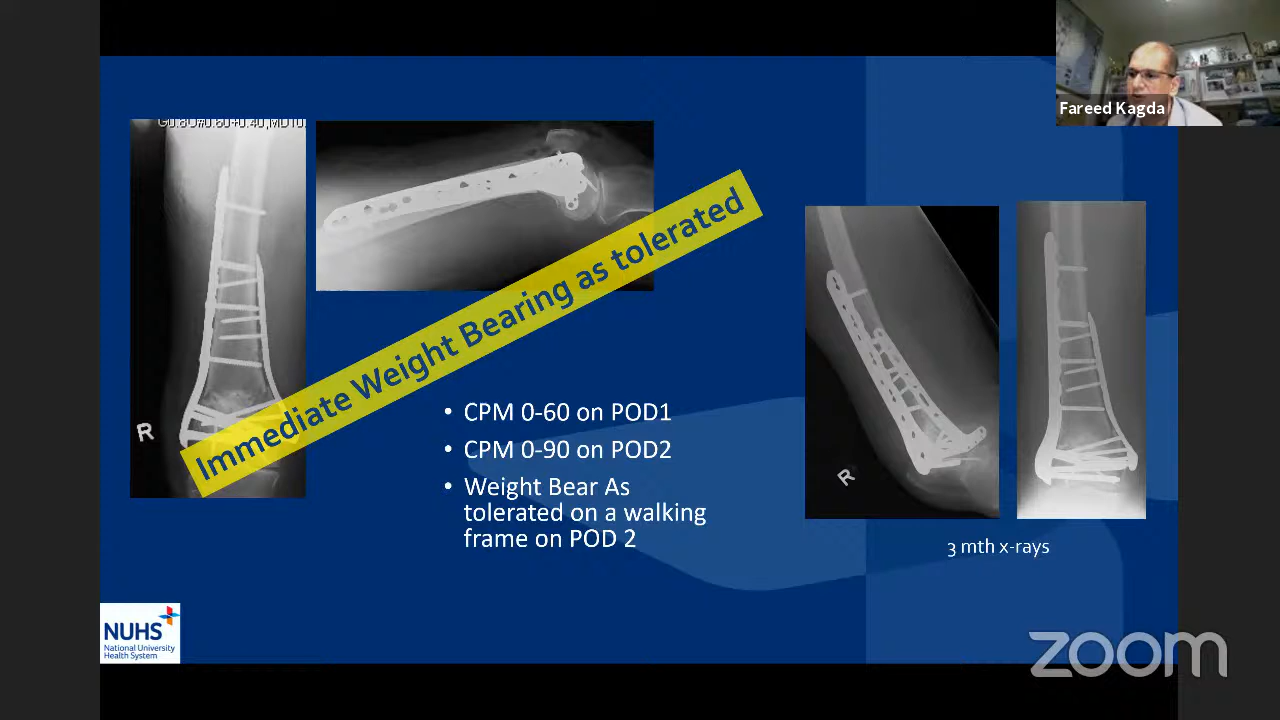 Fareed Kagda
R
Immediate Weight Bearing as tolerated
• CPM 0-60 on POD1
• CPM 0-90 on POD2
• Weight Bear As
tolerated on a walking
frame on POD 2
R
3 mth x-rays
NUHS
National University
Health System
zoom